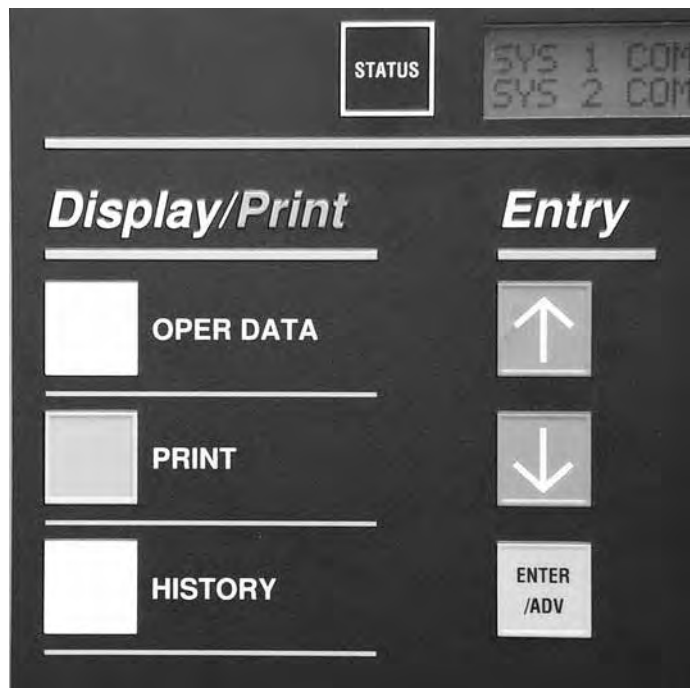 STATUS
SYS 1 COM
SYS 2 COM
Display/Print
Entry
OPER DATA
↑
PRINT
↓
HISTORY
ENTER
/ADV